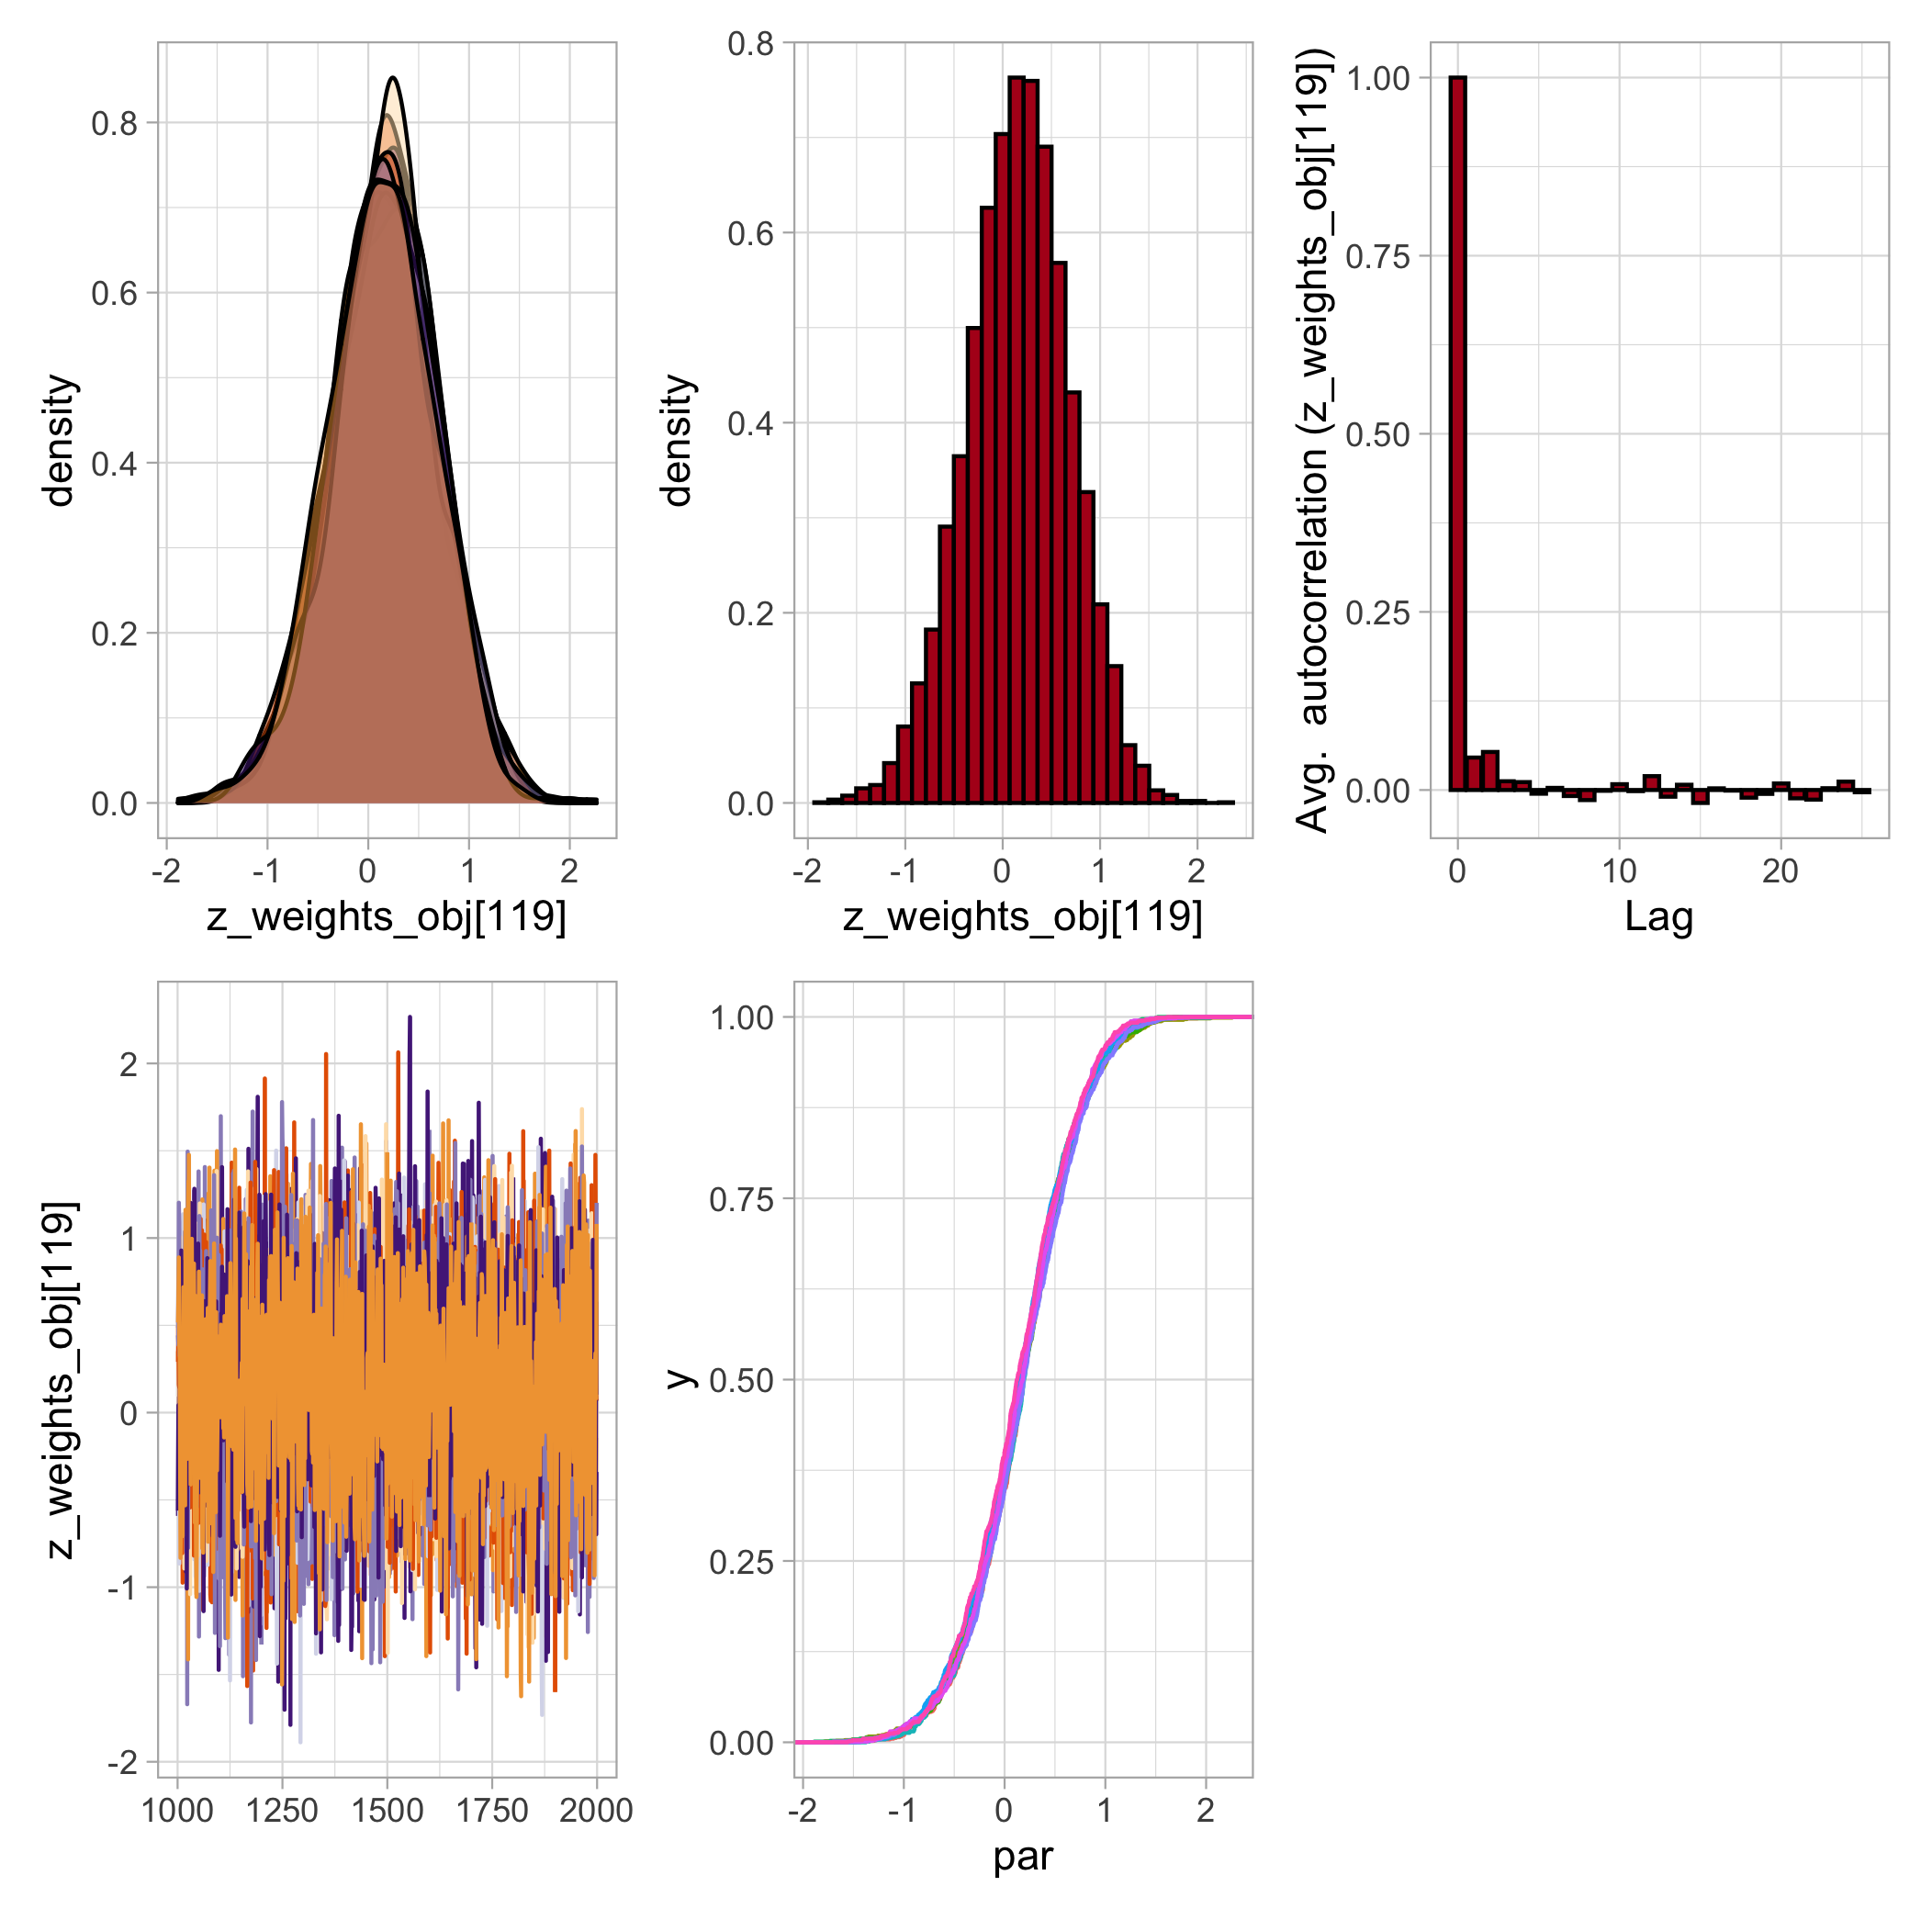 density
0.8
0.6
0.4
0.2
0.0
-2 -1 0 1 2
z_weights_obj[119]
density
0.8
0.6
0.4
0.2
0.0
-2 -1 0 1 2
z_weights_obj[119]
Avg. autocorrelation (z_weights_obj[119])
1.00
0.75
0.50
0.25
0.00
0 10 20
Lag
z_weights_obj[119]
2
1
0
-1
-2
1000 1250 1500 1750 2000
y
1.00
0.75
0.50
0.25
0.00
-2 -1 0 1 2
par